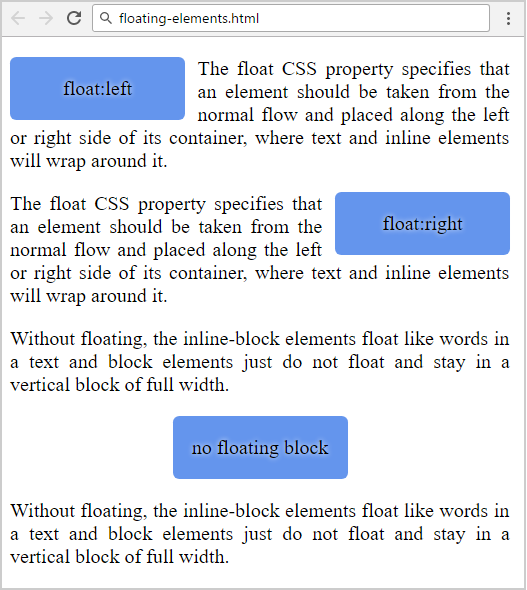 floating-elements.html
float:left
The float CSS property specifies that
an element should be taken from the
normal flow and placed along the left
or right side of its container, where text and inline elements
will wrap around it.
The float CSS property specifies that
an element should be taken from the
normal flow and placed along the left
or right side of its container, where text and inline elements
will wrap around it.
float:right
Without floating, the inline-block elements float like words in
a text and block elements just do not float and stay in a
vertical block of full width.
no floating block
Without floating, the inline-block elements float like words in
a text and block elements just do not float and stay in a
vertical block of full width.